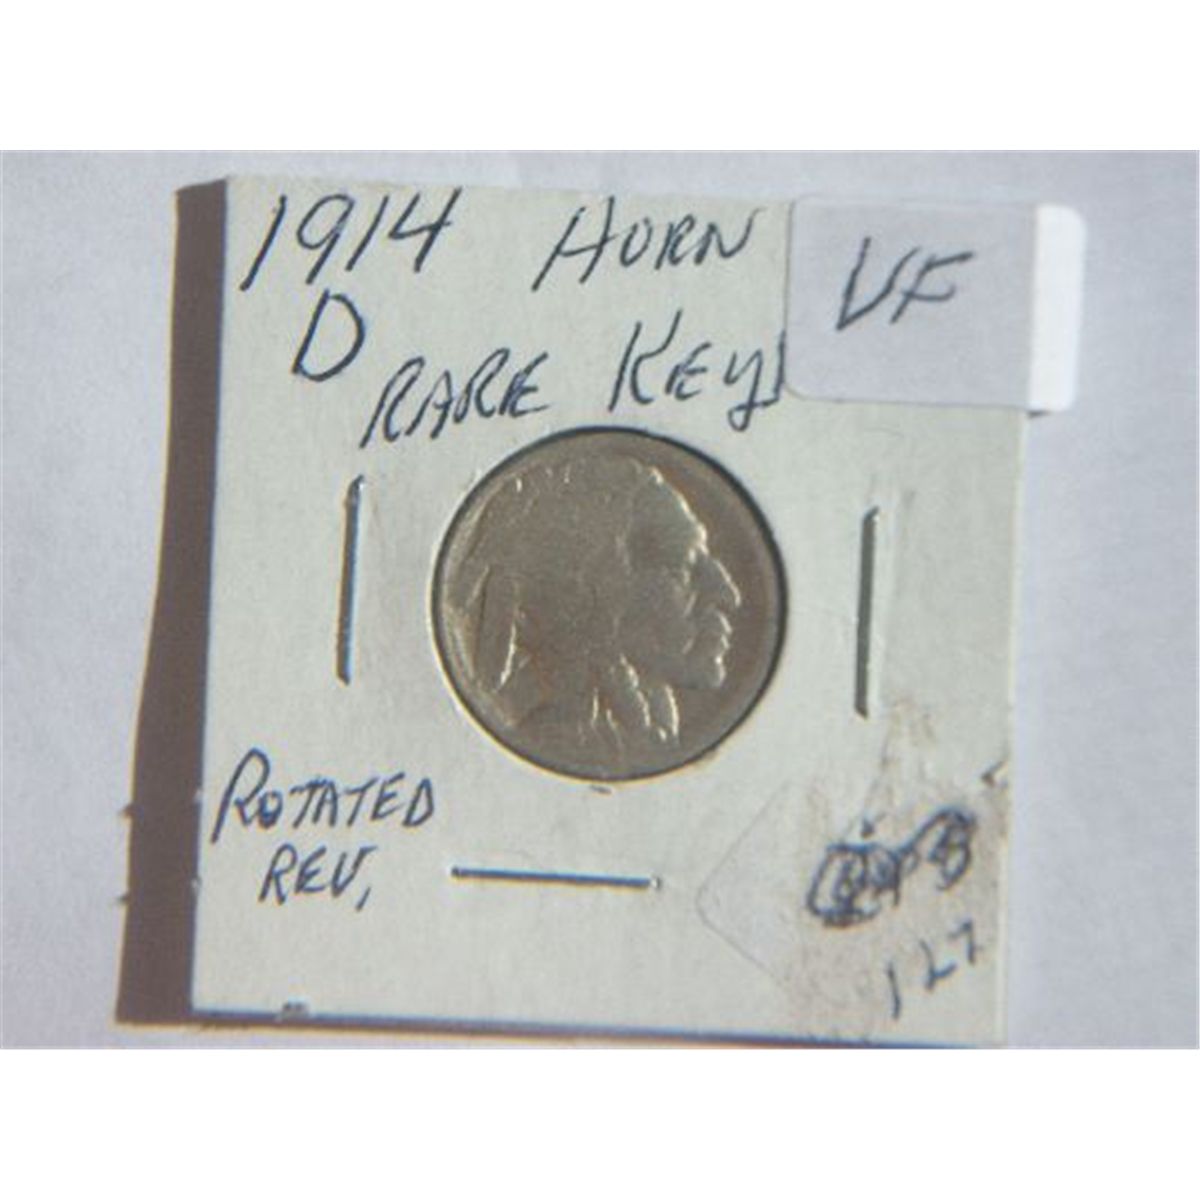 1914 HORN
VF
D
RARE KEY
ROTATED
REV,
127